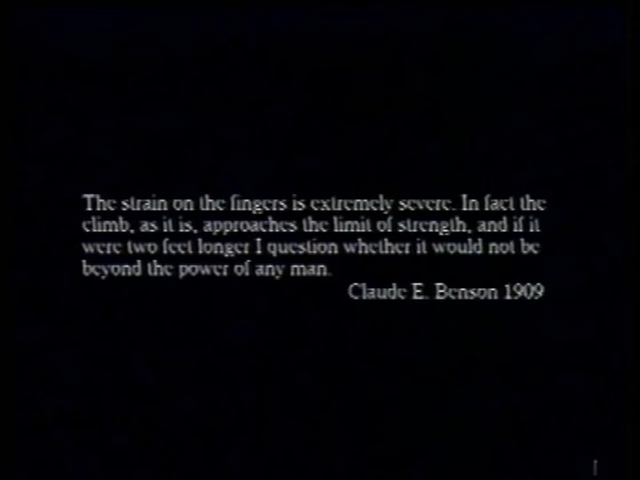 The strain on the fingers is extremely severe. In fact the
climb, as it is, approaches the limit of strength, and if it
were two feet longer I question whether it would not be
beyond the power of any man.
Claude E. Benson 1909